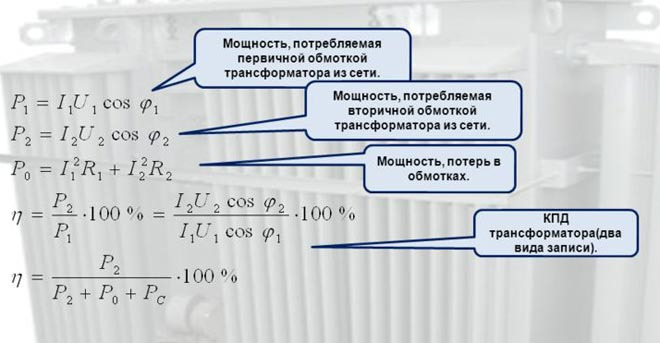 Мощность, потребляемая
первичной обмоткой
трансформатора из сети.
P₁ = I₁U₁ cos φ₁
Мощность, потребляемая
вторичной обмоткой
трансформатора из сети.
P₂ = I₂U₂ cos φ₂
Мощность, потерь в
обмотках.
P₀ = I₁²R₁ + I₂²R₂
η = P₂/P₁ ·100 % = I₂U₂ cos φ₂/I₁U₁ cos φ₁ ·100 %
КПД
трансформатора(два
вида записи).
η = P₂/P₂ + P₀ + P_C ·100 %